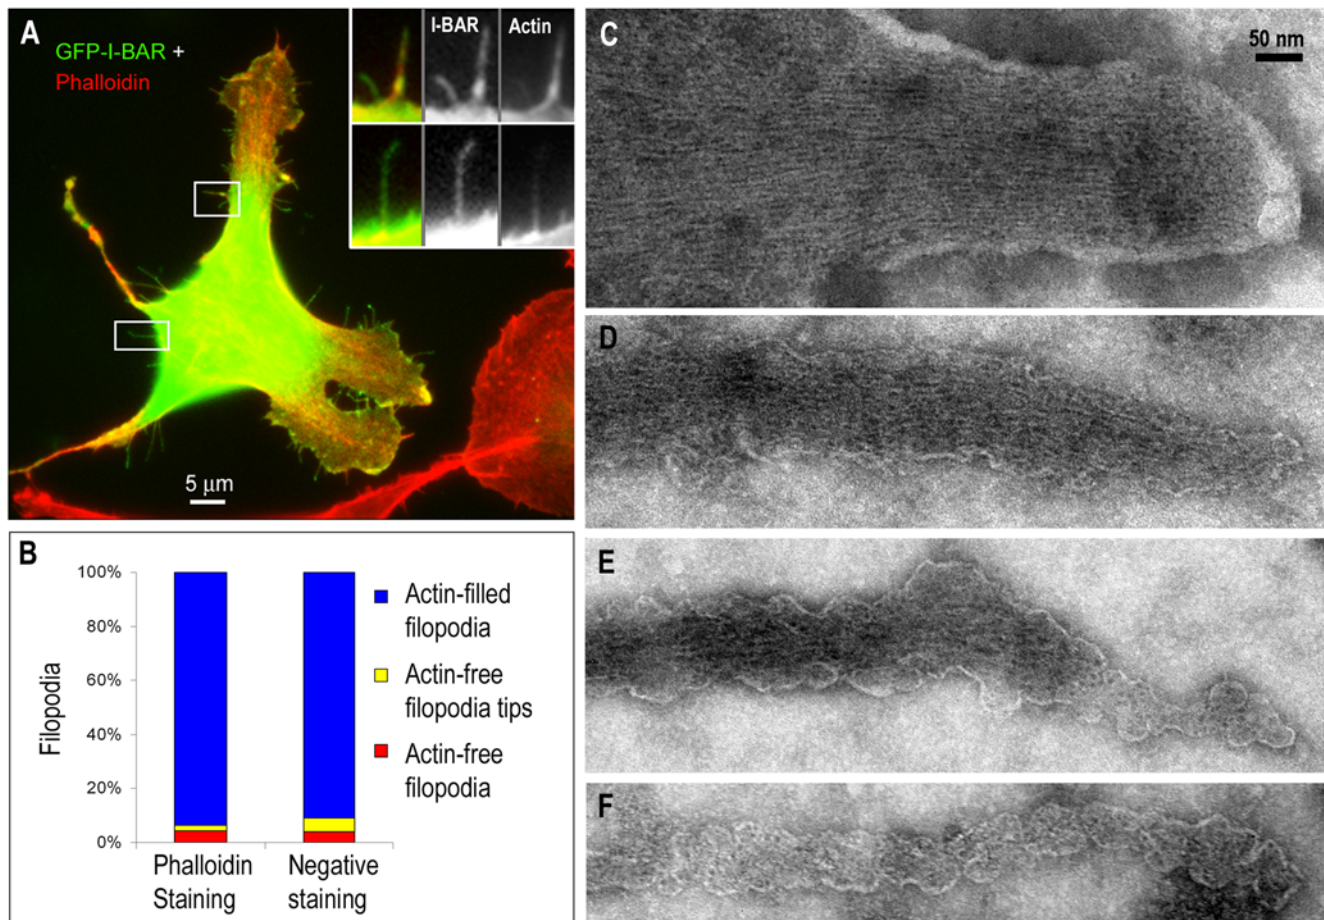 A
GFP-I-BAR +
Phalloidin
I-BAR
Actin
5 μm
B
100%
80%
60%
40%
20%
0%
Filopodia
Phalloidin
Staining
Negative
staining
Actin-filled
filopodia
Actin-free
filopodia tips
Actin-free
filopodia
C
50 nm
D
E
F